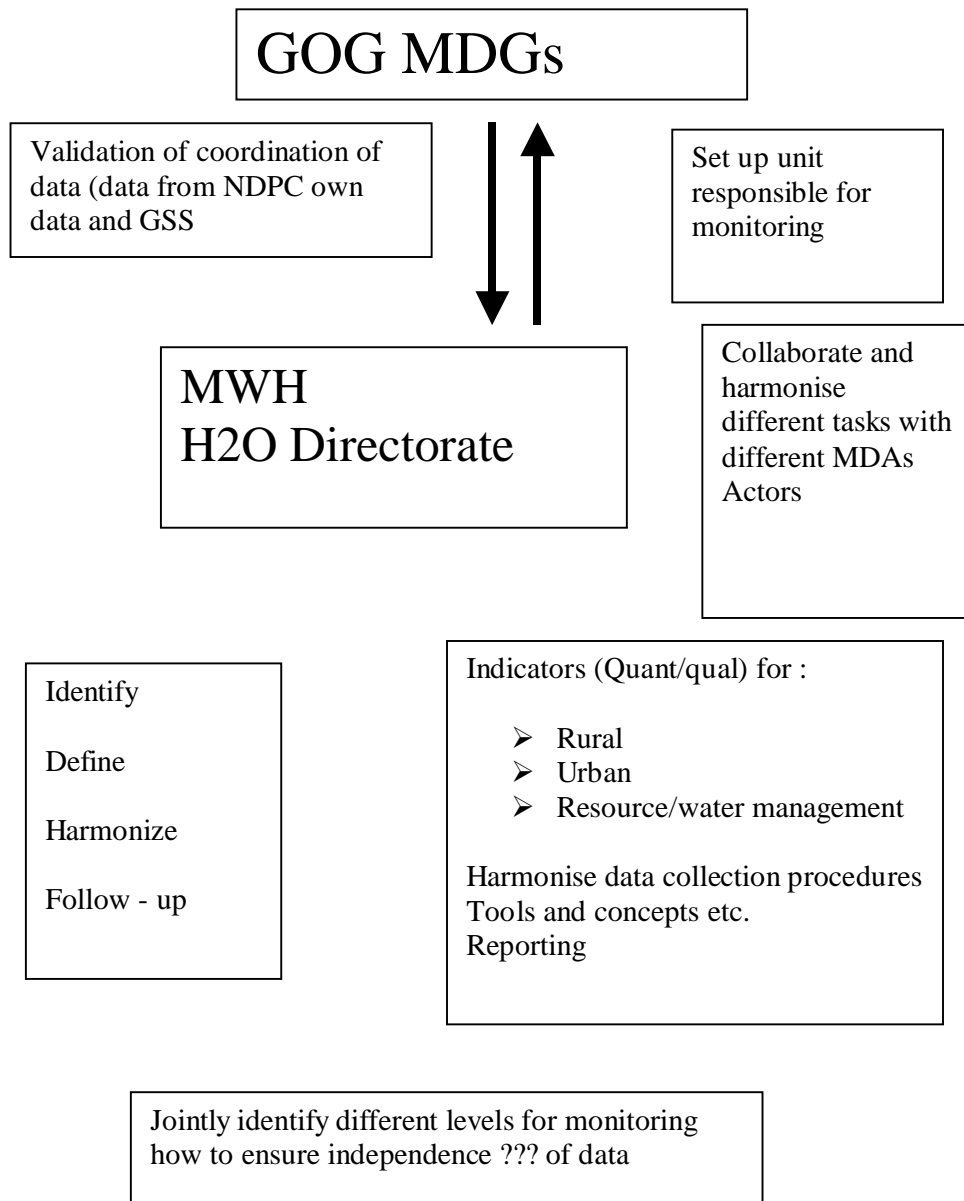 GOG MDGs
Validation of coordination of
data (data from NDPC own
data and GSS
Set up unit
responsible for
monitoring
MWH
H2O Directorate
Collaborate and
harmonise
different tasks with
different MDAs
Actors
Identify
Define
Harmonize
Follow - up
Indicators (Quant/qual) for :
➢ Rural
➢ Urban
➢ Resource/water management
Harmonise data collection procedures
Tools and concepts etc.
Reporting
Jointly identify different levels for monitoring
how to ensure independence ??? of data